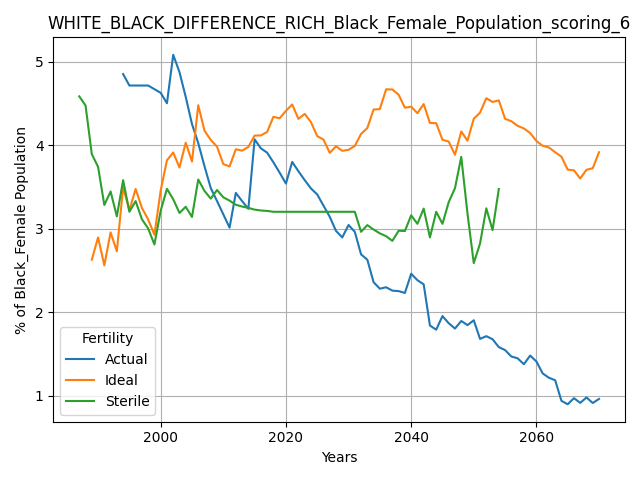 WHITE_BLACK_DIFFERENCE_RICH_Black_Female_Population_scoring_6
% of Black_Female Population
5
4
3
2
1
Fertility
Actual
Ideal
Sterile
2000 2020 2040 2060
Years